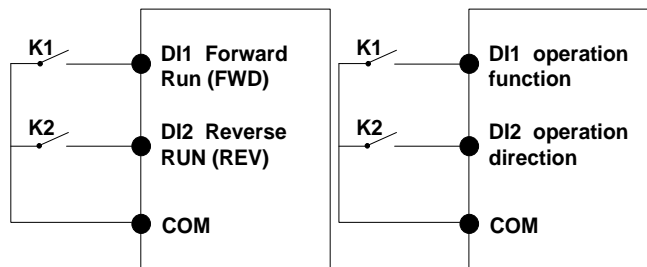 K1
DI1 Forward
Run (FWD)
K2
DI2 Reverse
RUN (REV)
COM
K1
DI1 operation
function
K2
DI2 operation
direction
COM